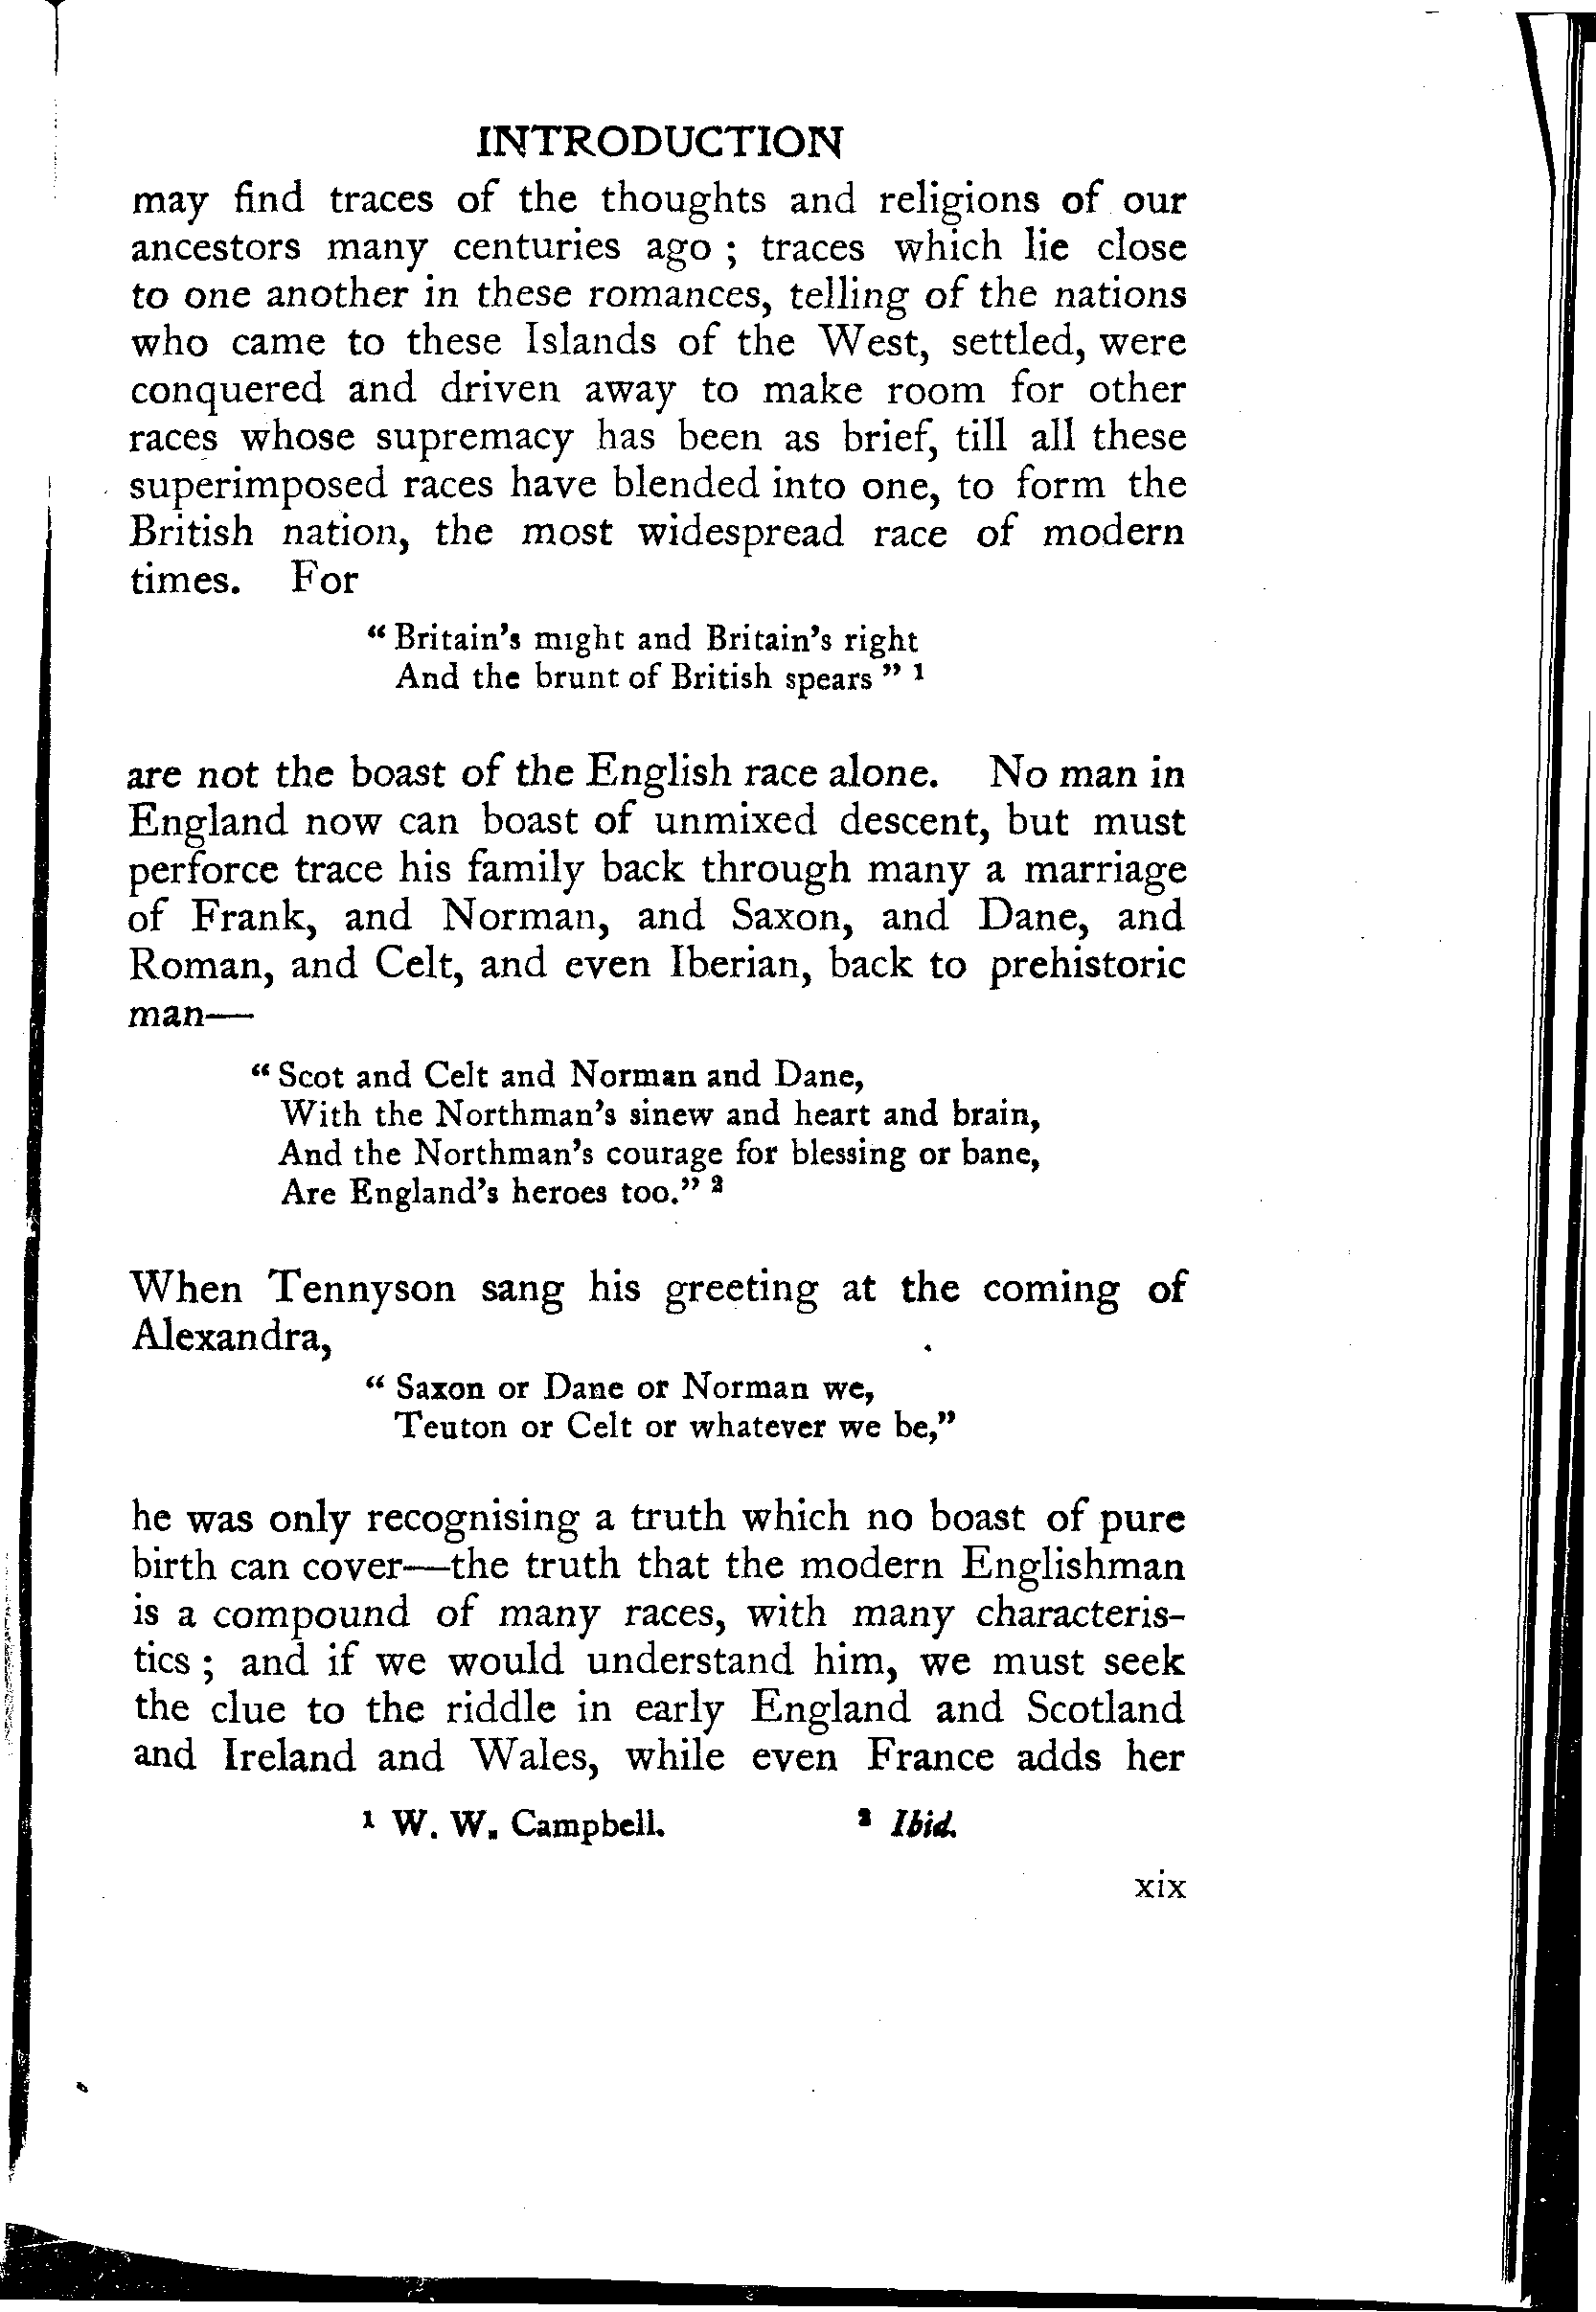 INTRODUCTION
may find traces of the thoughts and religions of our
ancestors many centuries ago ; traces which lie close
to one another in these romances, telling of the nations
who came to these Islands of the West, settled, were
conquered and driven away to make room for other
races whose supremacy has been as brief, till all these
superimposed races have blended into one, to form the
British nation, the most widespread race of modern
times. For
“ Britain’s might and Britain’s right
And the brunt of British spears ” ¹
are not the boast of the English race alone. No man in
England now can boast of unmixed descent, but must
perforce trace his family back through many a marriage
of Frank, and Norman, and Saxon, and Dane, and
Roman, and Celt, and even Iberian, back to prehistoric
man—
“ Scot and Celt and Norman and Dane,
With the Northman’s sinew and heart and brain,
And the Northman’s courage for blessing or bane,
Are England’s heroes too.” ²
When Tennyson sang his greeting at the coming of
Alexandra,
“ Saxon or Dane or Norman we,
Teuton or Celt or whatever we be,”
he was only recognising a truth which no boast of pure
birth can cover—the truth that the modern Englishman
is a compound of many races, with many characteris-
tics ; and if we would understand him, we must seek
the clue to the riddle in early England and Scotland
and Ireland and Wales, while even France adds her
¹ W. W. Campbell. ² Ibid.
xix